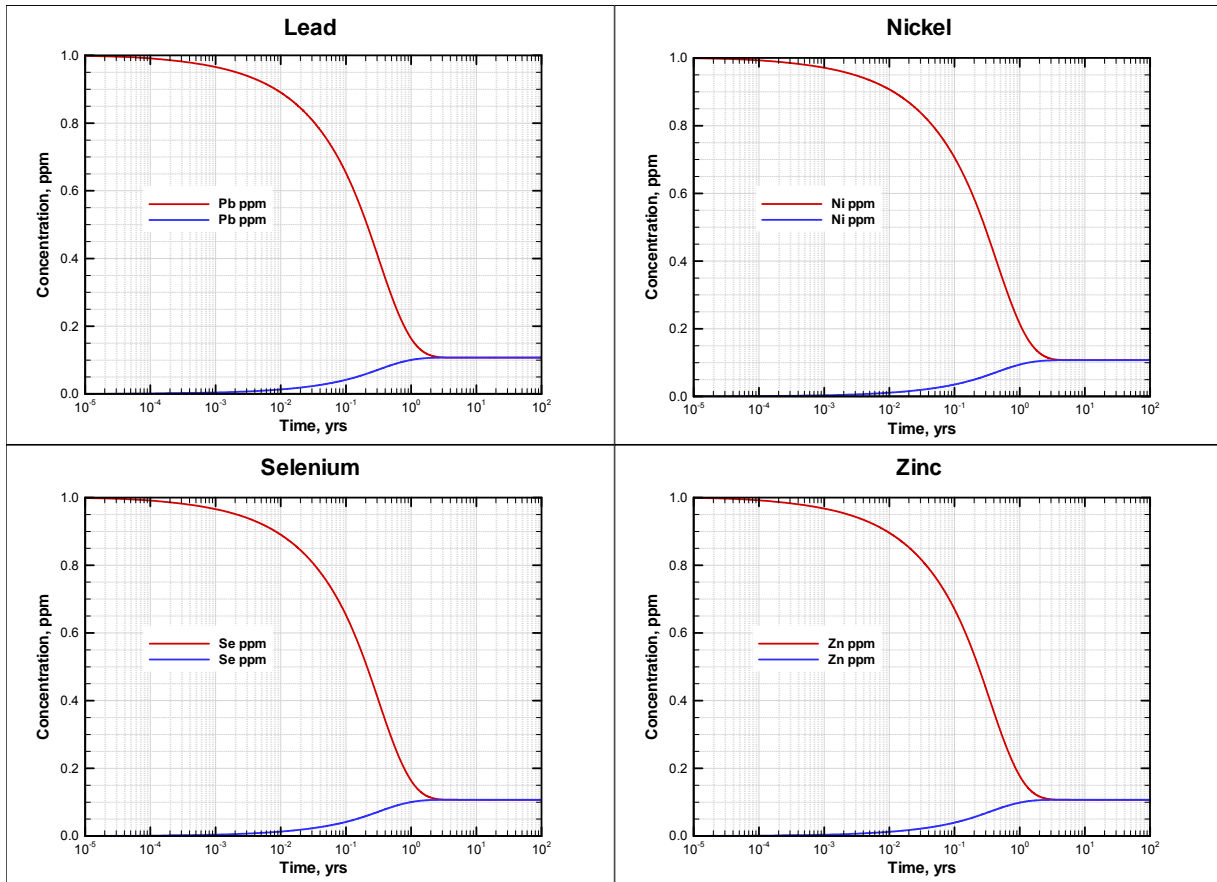 Lead
Concentration, ppm
1.0
0.8
0.6
0.4
0.2
0.0
Pb ppm
Pb ppm
10⁻⁵ 10⁻⁴ 10⁻³ 10⁻² 10⁻¹ 10⁰ 10¹ 10²
Time, yrs
Nickel
Concentration, ppm
1.0
0.8
0.6
0.4
0.2
0.0
Ni ppm
Ni ppm
10⁻⁵ 10⁻⁴ 10⁻³ 10⁻² 10⁻¹ 10⁰ 10¹ 10²
Time, yrs
Selenium
Concentration, ppm
1.0
0.8
0.6
0.4
0.2
0.0
Se ppm
Se ppm
10⁻⁵ 10⁻⁴ 10⁻³ 10⁻² 10⁻¹ 10⁰ 10¹ 10²
Time, yrs
Zinc
Concentration, ppm
1.0
0.8
0.6
0.4
0.2
0.0
Zn ppm
Zn ppm
10⁻⁵ 10⁻⁴ 10⁻³ 10⁻² 10⁻¹ 10⁰ 10¹ 10²
Time, yrs